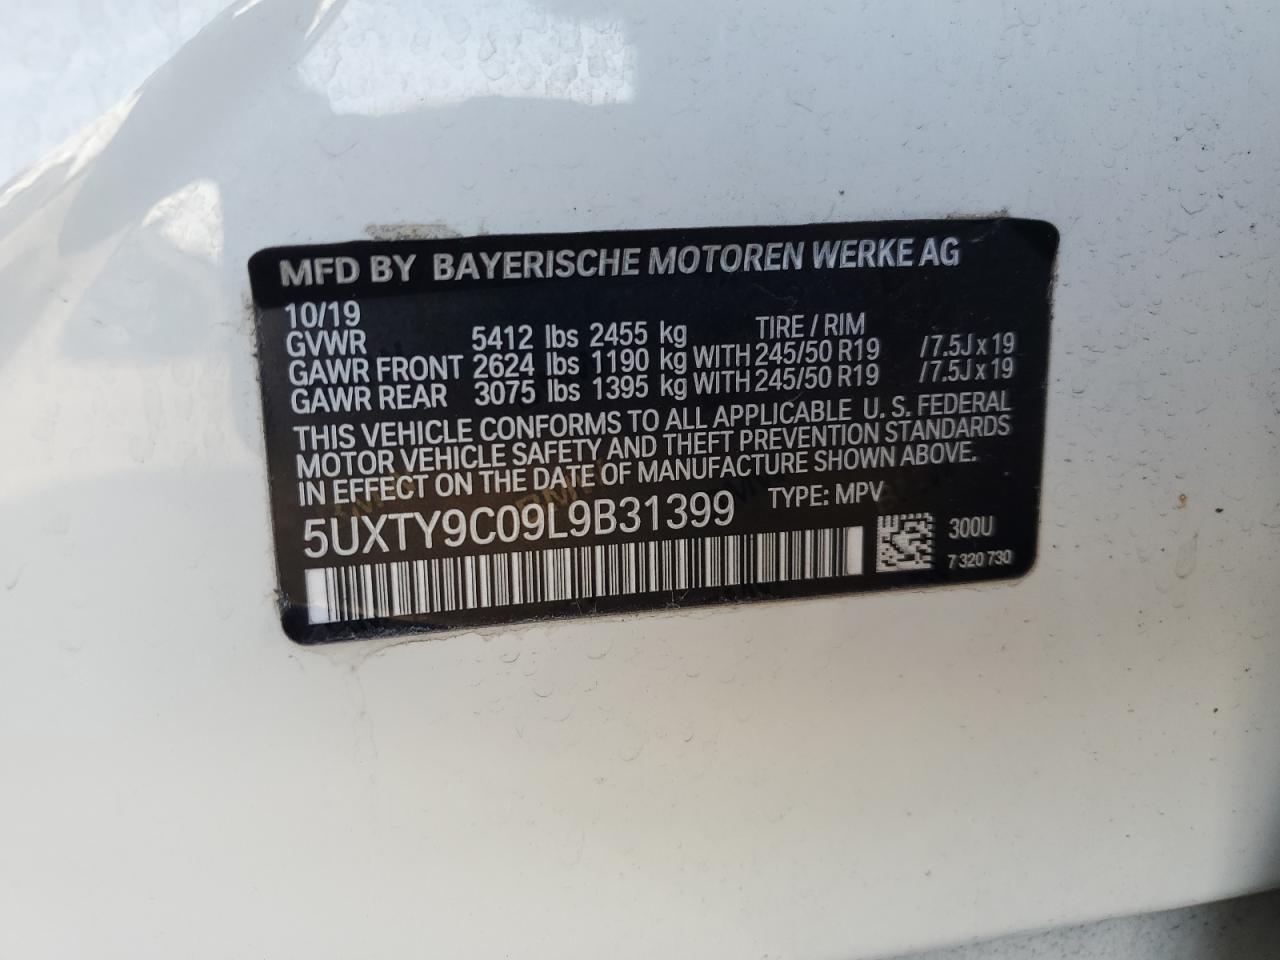 MFD BY BAYERISCHE MOTOREN WERKE AG
10/19
GVWR 5412 lbs 2455 kg TIRE / RIM
GAWR FRONT 2624 lbs 1190 kg WITH 245/50 R19 /7.5J x 19
GAWR REAR 3075 lbs 1395 kg WITH 245/50 R19 /7.5J x 19
THIS VEHICLE CONFORMS TO ALL APPLICABLE U. S. FEDERAL
MOTOR VEHICLE SAFETY AND THEFT PREVENTION STANDARDS
IN EFFECT ON THE DATE OF MANUFACTURE SHOWN ABOVE.
5UXTY9C09L9B31399 TYPE: MPV
300U
7 320 730